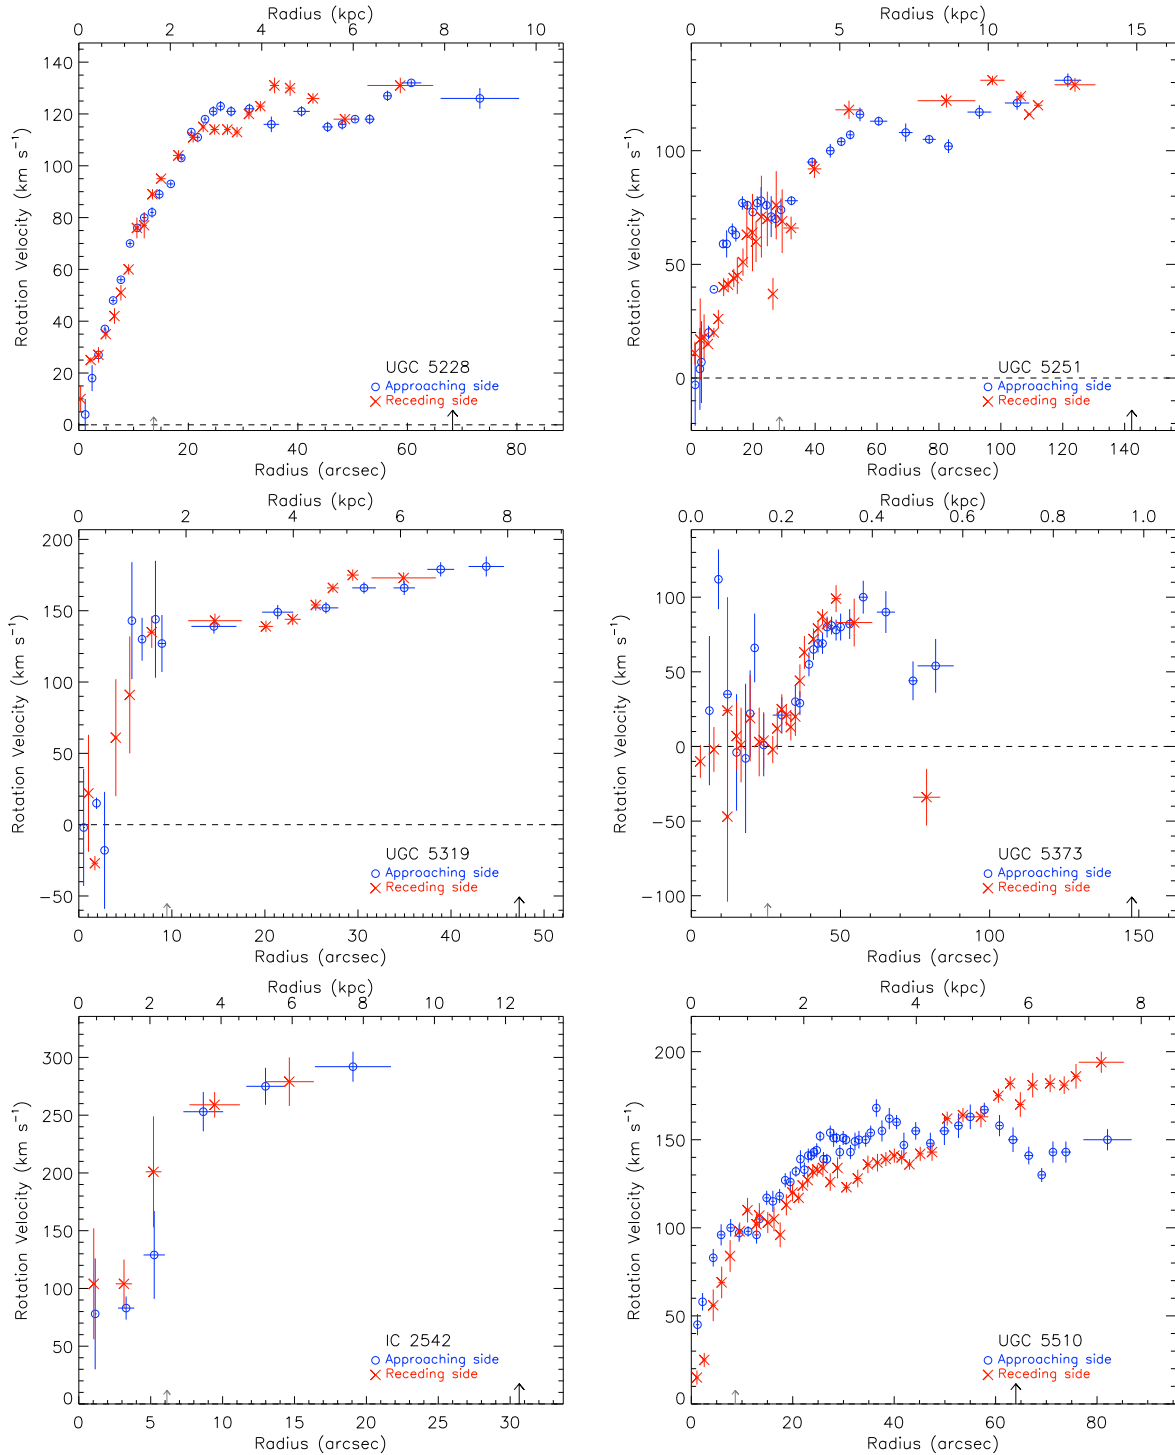 Radius (kpc)
0 2 4 6 8 10
140
120
100
80
60
40
20
0
Rotation Velocity (km s⁻¹)
UGC 5228
Approaching side
Receding side
0 20 40 60 80
Radius (arcsec)
Radius (kpc)
0 5 10 15
100
50
0
Rotation Velocity (km s⁻¹)
UGC 5251
Approaching side
Receding side
0 20 40 60 80 100 120 140
Radius (arcsec)
Radius (kpc)
0 2 4 6 8
200
150
100
50
0
−50
Rotation Velocity (km s⁻¹)
UGC 5319
Approaching side
Receding side
0 10 20 30 40 50
Radius (arcsec)
Radius (kpc)
0.0 0.2 0.4 0.6 0.8 1.0
100
50
0
−50
−100
Rotation Velocity (km s⁻¹)
UGC 5373
Approaching side
Receding side
0 50 100 150
Radius (arcsec)
Radius (kpc)
0 2 4 6 8 10 12
300
250
200
150
100
50
0
Rotation Velocity (km s⁻¹)
IC 2542
Approaching side
Receding side
0 5 10 15 20 25 30
Radius (arcsec)
Radius (kpc)
0 2 4 6 8
200
150
100
50
0
Rotation Velocity (km s⁻¹)
UGC 5510
Approaching side
Receding side
0 20 40 60 80
Radius (arcsec)